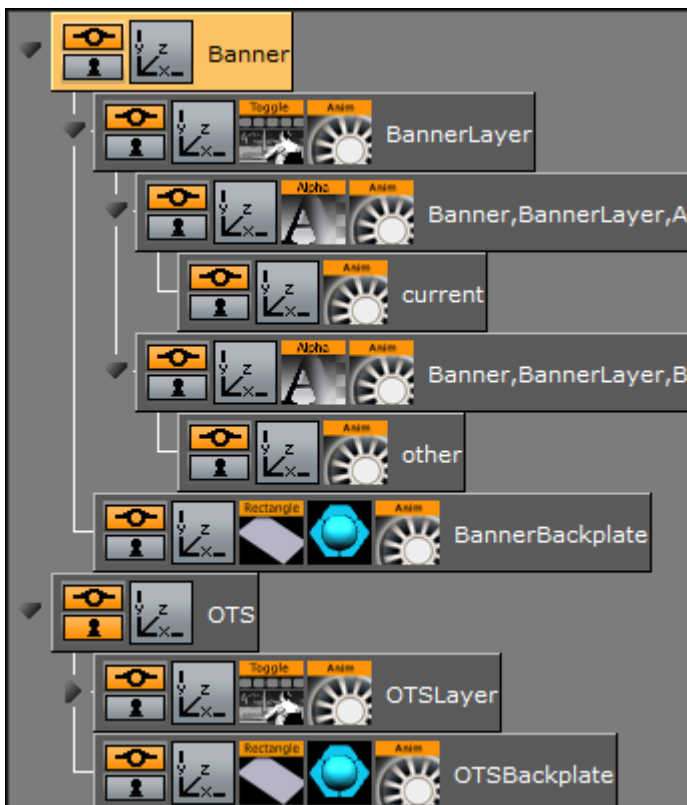 Banner
Toggle Anim BannerLayer
Alpha Anim Banner,BannerLayer,A
Anim current
Alpha Anim Banner,BannerLayer,B
Anim other
Rectangle Anim BannerBackplate
OTS
Toggle Anim OTSLayer
Rectangle Anim OTSBackplate